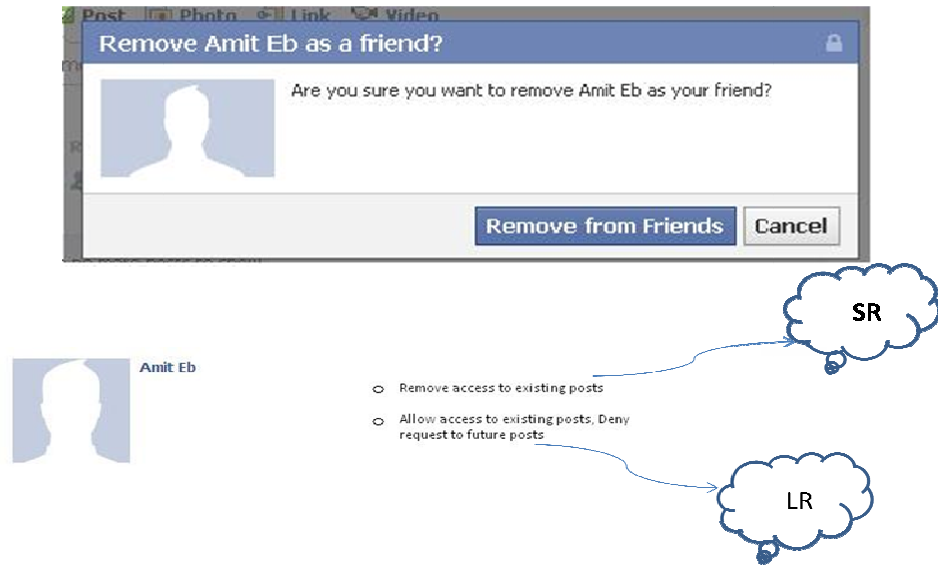 Post Photo Link Video
Remove Amit Eb as a friend?
Are you sure you want to remove Amit Eb as your friend?
Remove from Friends Cancel
SR
Amit Eb
Remove access to existing posts
Allow access to existing posts, Deny
request to future posts
LR